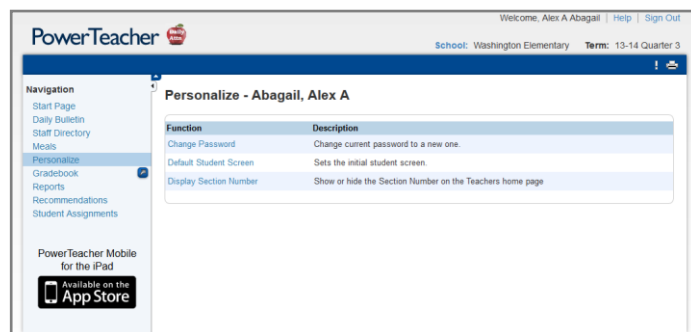 Welcome, Alex A Abagail | Help | Sign Out
PowerTeacher
School: Washington Elementary Term: 13-14 Quarter 3
!
Navigation
Start Page
Daily Bulletin
Staff Directory
Meals
Personalize
Gradebook
Reports
Recommendations
Student Assignments
PowerTeacher Mobile
for the iPad
Available on the
App Store
Personalize - Abagail, Alex A
Function Description
Change Password Change current password to a new one.
Default Student Screen Sets the initial student screen.
Display Section Number Show or hide the Section Number on the Teachers home page